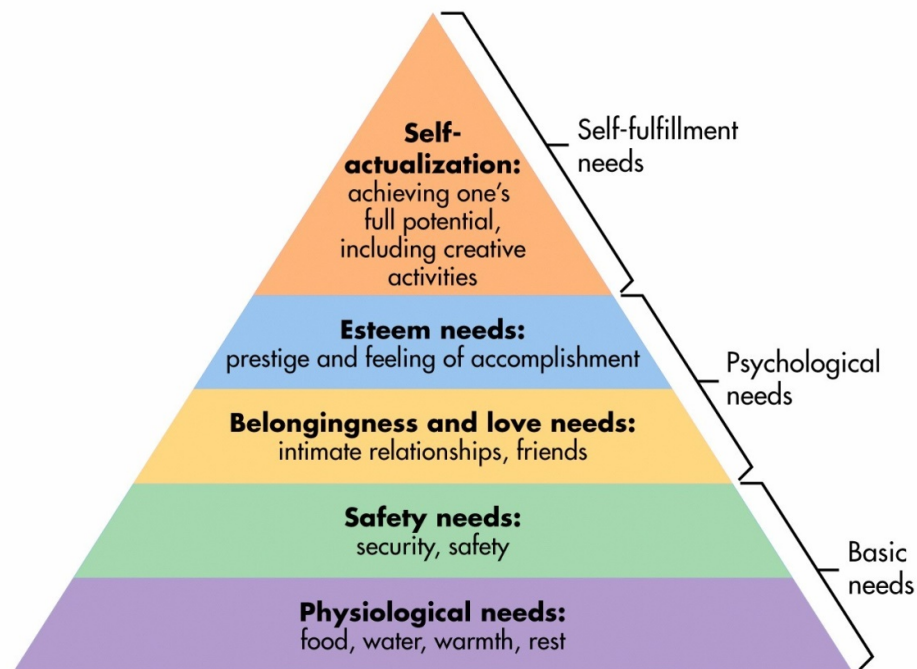 Self-
actualization:
achieving one's
full potential,
including creative
activities
Self-fulfillment
needs
Esteem needs:
prestige and feeling of accomplishment
Psychological
needs
Belongingness and love needs:
intimate relationships, friends
Safety needs:
security, safety
Basic
needs
Physiological needs:
food, water, warmth, rest